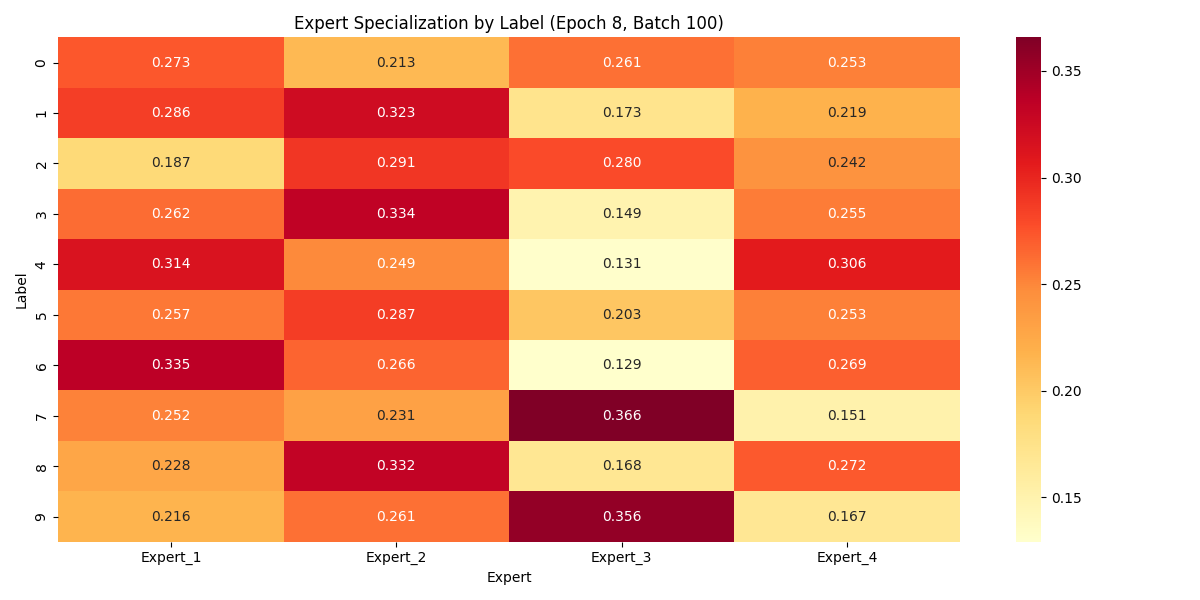 Expert Specialization by Label (Epoch 8, Batch 100)
0 0.273 0.213 0.261 0.253
1 0.286 0.323 0.173 0.219
2 0.187 0.291 0.280 0.242
3 0.262 0.334 0.149 0.255
4 0.314 0.249 0.131 0.306
5 0.257 0.287 0.203 0.253
6 0.335 0.266 0.129 0.269
7 0.252 0.231 0.366 0.151
8 0.228 0.332 0.168 0.272
9 0.216 0.261 0.356 0.167
Label
Expert_1 Expert_2 Expert_3 Expert_4
Expert
0.35
0.30
0.25
0.20
0.15